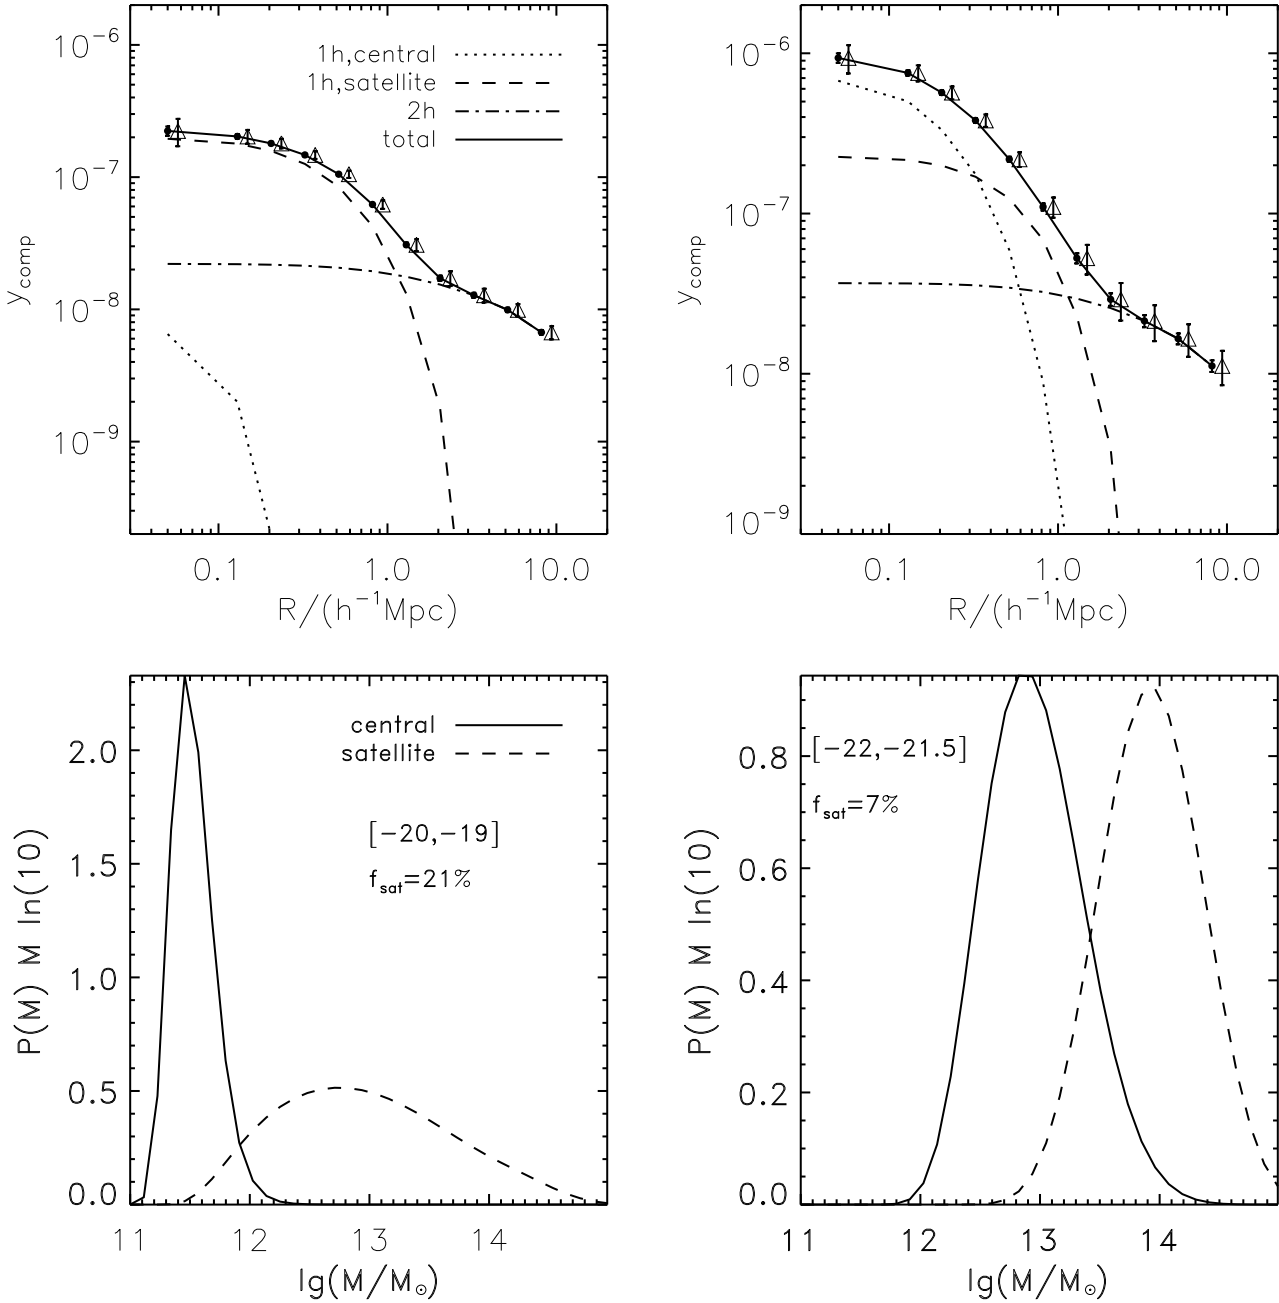 10⁻⁶
10⁻⁷
10⁻⁸
10⁻⁹
y_comp
1h,central
1h,satellite
2h
total
0.1 1.0 10.0
R/(h⁻¹Mpc)
10⁻⁶
10⁻⁷
10⁻⁸
10⁻⁹
y_comp
0.1 1.0 10.0
R/(h⁻¹Mpc)
2.0
1.5
1.0
0.5
0.0
P(M) M ln(10)
central
satellite
[-20,-19]
f_sat=21%
11 12 13 14
lg(M/M☉)
0.8
0.6
0.4
0.2
0.0
P(M) M ln(10)
[-22,-21.5]
f_sat=7%
11 12 13 14
lg(M/M☉)